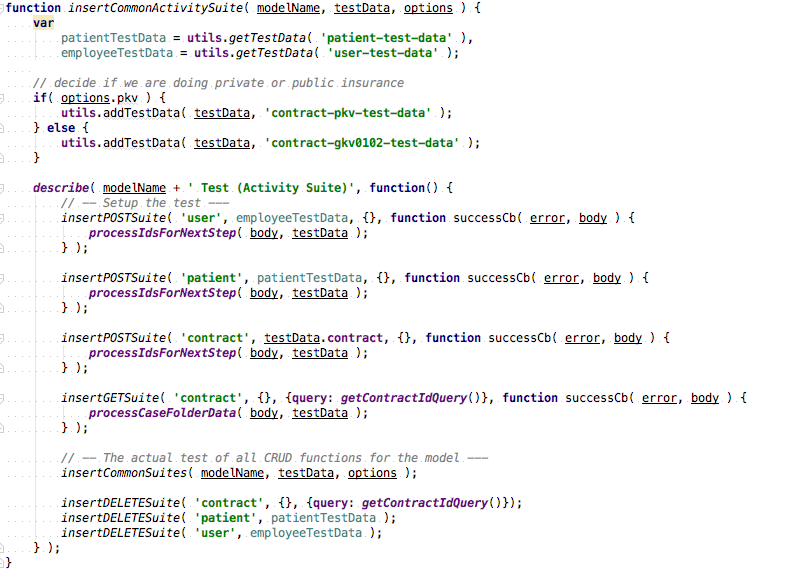 function insertCommonActivitySuite( modelName, testData, options ) {
    var
        patientTestData = utils.getTestData( 'patient-test-data' ),
        employeeTestData = utils.getTestData( 'user-test-data' );

    // decide if we are doing private or public insurance
    if( options.pkv ) {
        utils.addTestData( testData, 'contract-pkv-test-data' );
    } else {
        utils.addTestData( testData, 'contract-gkv0102-test-data' );
    }

    describe( modelName + ' Test (Activity Suite)', function() {
        // -- Setup the test ---
        insertPOSTSuite( 'user', employeeTestData, {}, function successCb( error, body ) {
            processIdsForNextStep( body, testData );
        } );

        insertPOSTSuite( 'patient', patientTestData, {}, function successCb( error, body ) {
            processIdsForNextStep( body, testData );
        } );

        insertPOSTSuite( 'contract', testData.contract, {}, function successCb( error, body ) {
            processIdsForNextStep( body, testData );
        } );

        insertGETSuite( 'contract', {}, {query: getContractIdQuery()}, function successCb( error, body ) {
            processCaseFolderData( body, testData );
        } );

        // -- The actual test of all CRUD functions for the model ---
        insertCommonSuites( modelName, testData, options );

        insertDELETESuite( 'contract', {}, {query: getContractIdQuery()});
        insertDELETESuite( 'patient', patientTestData );
        insertDELETESuite( 'user', employeeTestData );
    } );
}